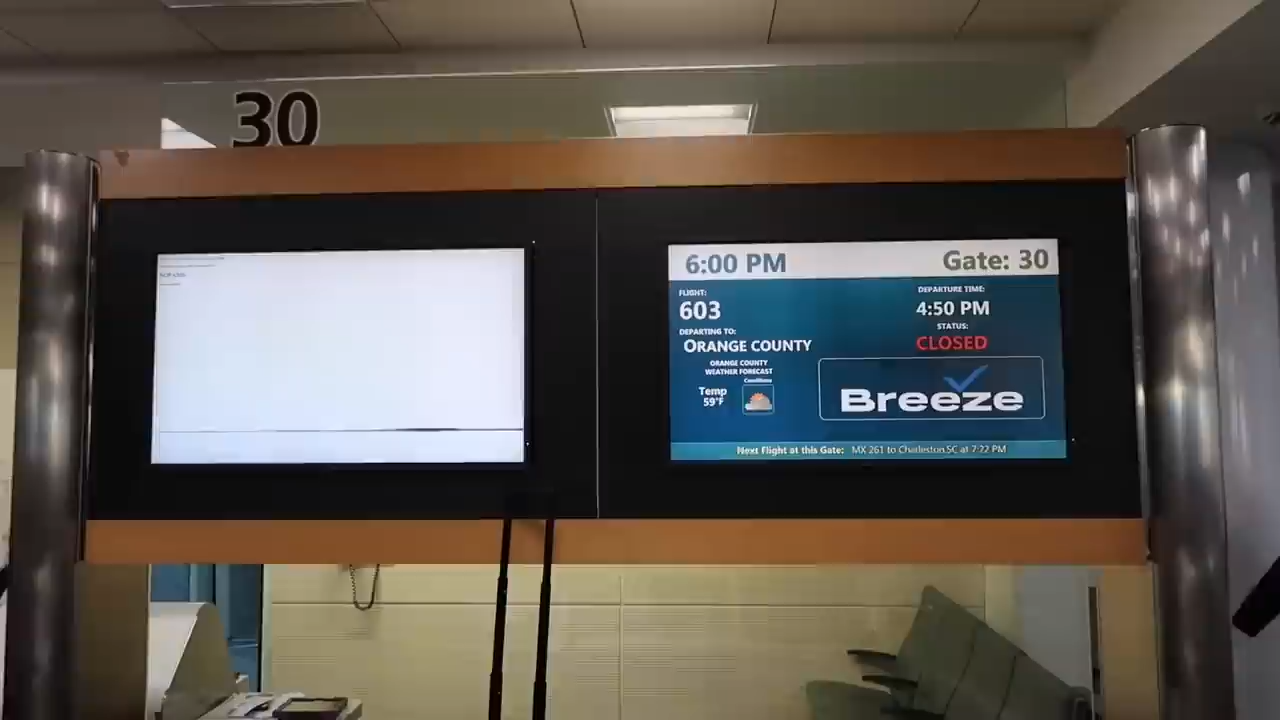 30
6:00 PM
Gate: 30
FLIGHT:
603
DEPARTING TO:
ORANGE COUNTY
ORANGE COUNTY
WEATHER FORECAST
Temp
59°F
Conditions
DEPARTURE TIME:
4:50 PM
STATUS:
CLOSED
Breeze
Next Flight at this Gate: MX 261 to Charleston,SC at 7:22 PM